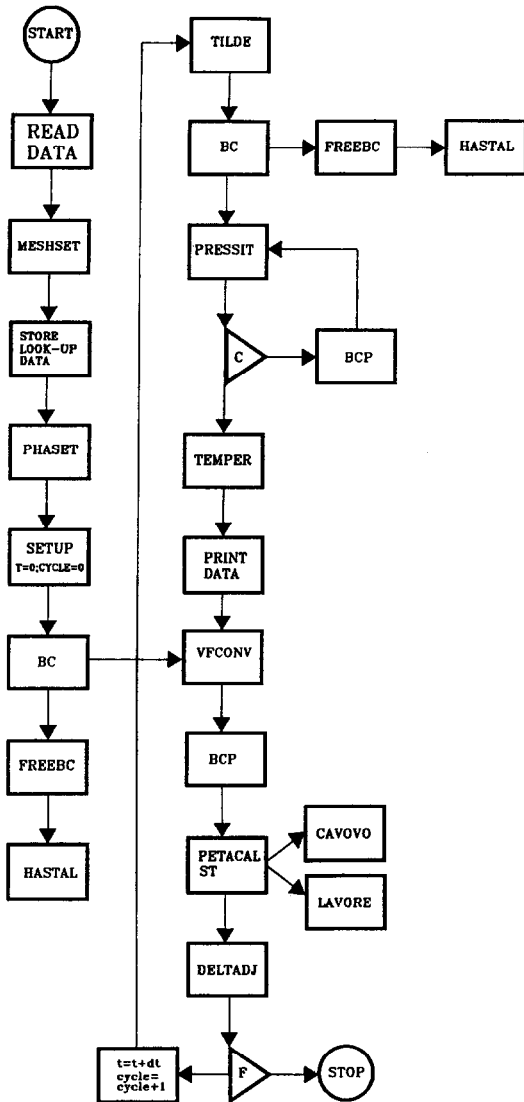 START
READ
DATA
MESHSET
STORE
LOOK-UP
DATA
PHASET
SETUP
T=0;CYCLE=0
BC
FREEBC
HASTAL
TILDE
BC
FREEBC
HASTAL
PRESSIT
C
BCP
TEMPER
PRINT
DATA
VFCONV
BCP
PETACAL
ST
CAVOVO
LAVORE
DELTADJ
t=t+dt
cycle=
cycle+1
F
STOP